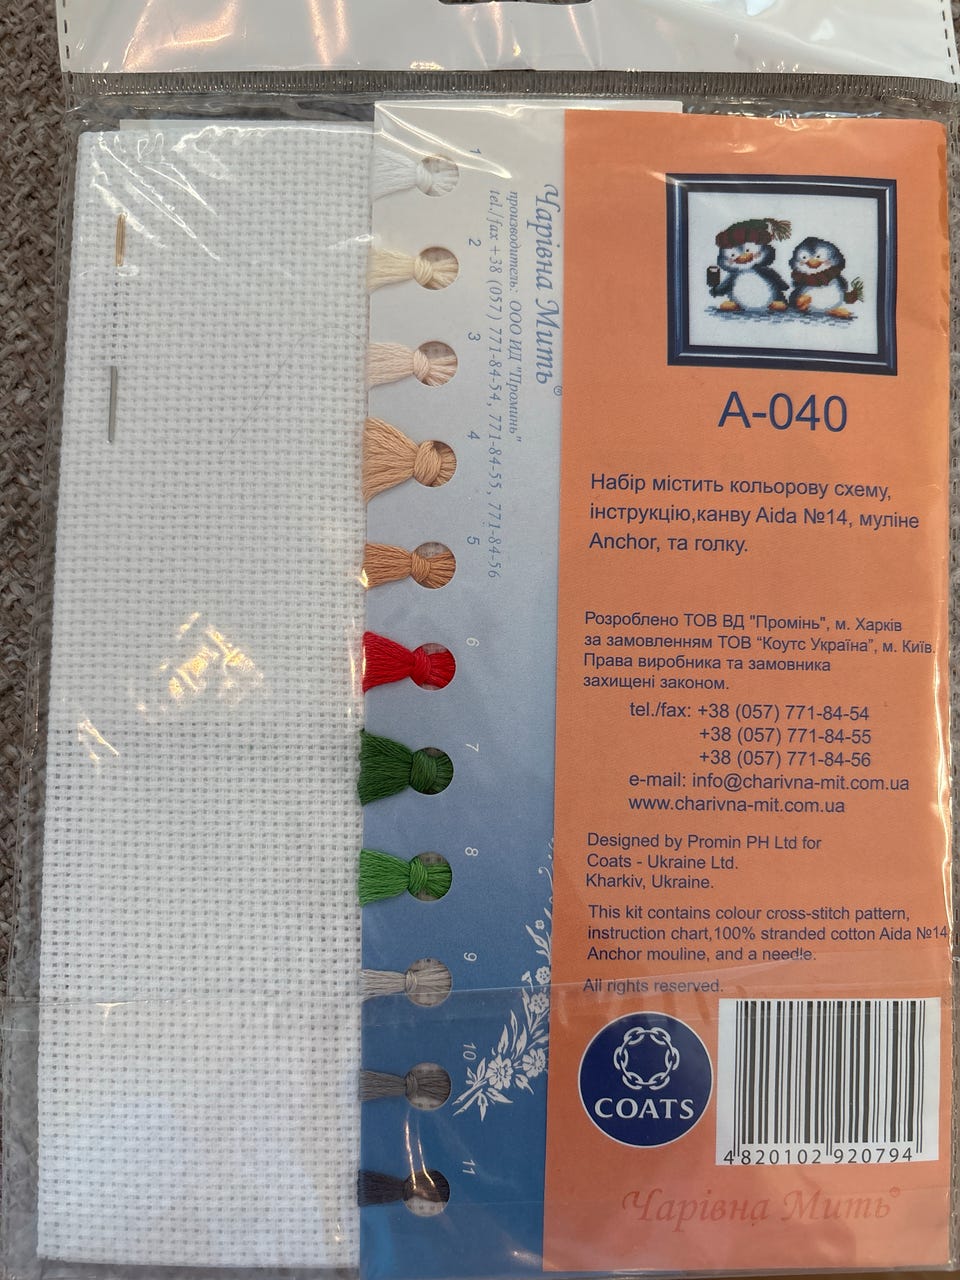 1
2
3
4
5
6
7
8
9
10
11
Чарівна Мить®
производитель: ООО ИД "Проминь"
tel./fax +38 (057) 771-84-54, 771-84-55, 771-84-56
A-040
Набір містить кольорову схему,
інструкцію,канву Aida №14, муліне
Anchor, та голку.
Розроблено ТОВ ВД "Промінь", м. Харків
за замовленням ТОВ “Коутс Україна”, м. Київ.
Права виробника та замовника
захищені законом.
tel./fax: +38 (057) 771-84-54
+38 (057) 771-84-55
+38 (057) 771-84-56
e-mail: info@charivna-mit.com.ua
www.charivna-mit.com.ua
Designed by Promin PH Ltd for
Coats - Ukraine Ltd.
Kharkiv, Ukraine.
This kit contains colour cross-stitch pattern,
instruction chart,100% stranded cotton Aida №14
Anchor mouline, and a needle.
All rights reserved.
COATS
4820102920794
Чарівна Мить®